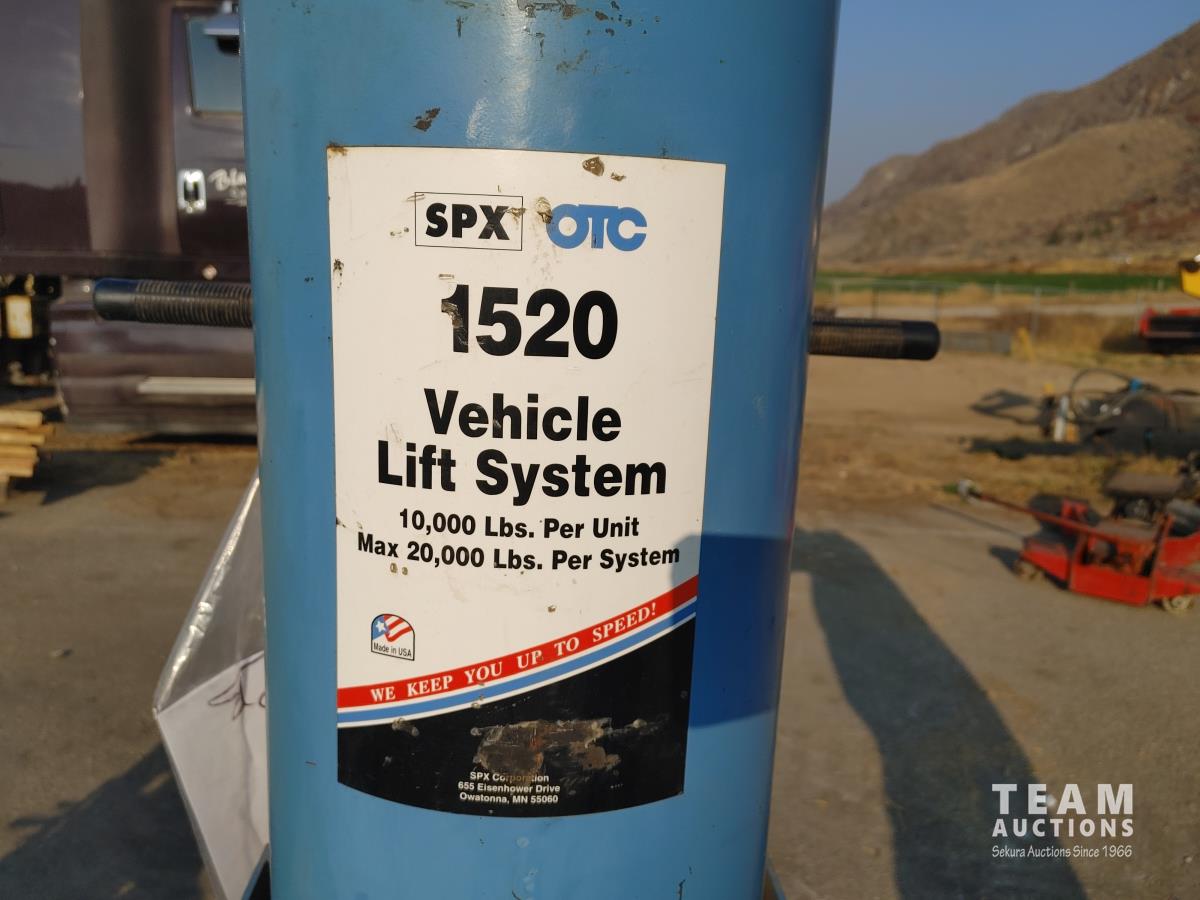 SPX OTC
1520
Vehicle
Lift System
10,000 Lbs. Per Unit
Max 20,000 Lbs. Per System
Made in USA
WE KEEP YOU UP TO SPEED!
SPX Corporation
655 Eisenhower Drive
Owatonna, MN 55060
TEAM
AUCTIONS
Sekura Auctions Since 1966